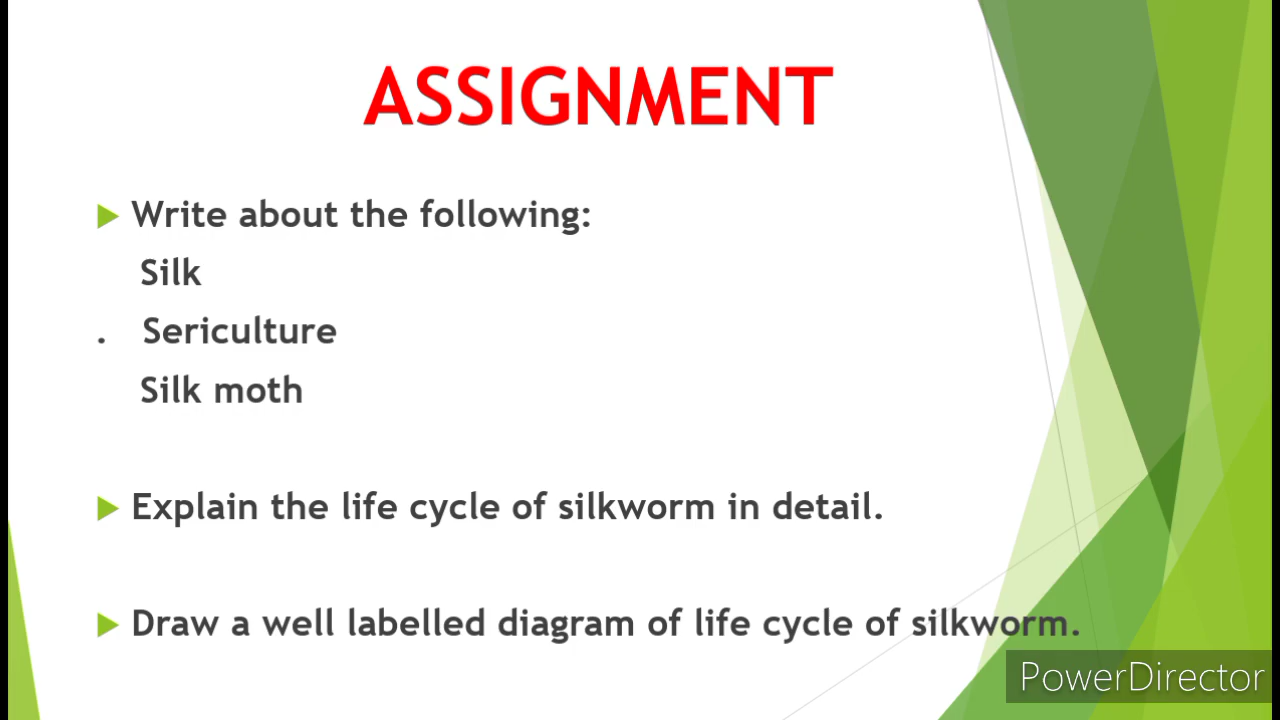 ASSIGNMENT
Write about the following:
Silk
. Sericulture
Silk moth
Explain the life cycle of silkworm in detail.
Draw a well labelled diagram of life cycle of silkworm.
PowerDirector